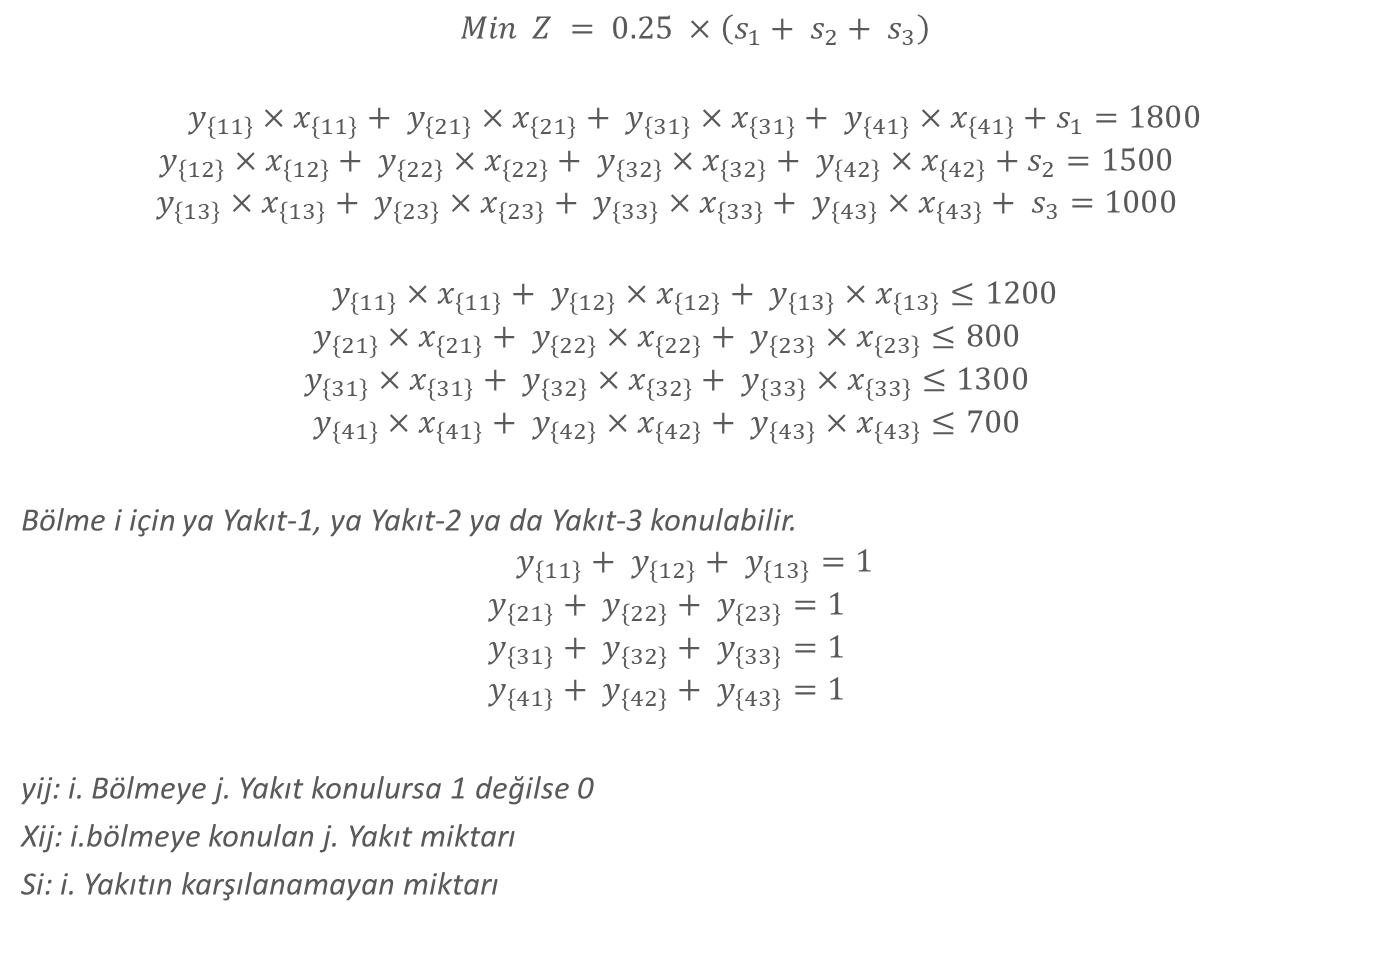 Min Z = 0.25 × (s₁ + s₂ + s₃)
y{11} × x{11} + y{21} × x{21} + y{31} × x{31} + y{41} × x{41} + s₁ = 1800
y{12} × x{12} + y{22} × x{22} + y{32} × x{32} + y{42} × x{42} + s₂ = 1500
y{13} × x{13} + y{23} × x{23} + y{33} × x{33} + y{43} × x{43} + s₃ = 1000
y{11} × x{11} + y{12} × x{12} + y{13} × x{13} ≤ 1200
y{21} × x{21} + y{22} × x{22} + y{23} × x{23} ≤ 800
y{31} × x{31} + y{32} × x{32} + y{33} × x{33} ≤ 1300
y{41} × x{41} + y{42} × x{42} + y{43} × x{43} ≤ 700
Bölme i için ya Yakıt-1, ya Yakıt-2 ya da Yakıt-3 konulabilir.
y{11} + y{12} + y{13} = 1
y{21} + y{22} + y{23} = 1
y{31} + y{32} + y{33} = 1
y{41} + y{42} + y{43} = 1
yij: i. Bölmeye j. Yakıt konulursa 1 değilse 0
Xij: i.bölmeye konulan j. Yakıt miktarı
Si: i. Yakıtın karşılanamayan miktarı